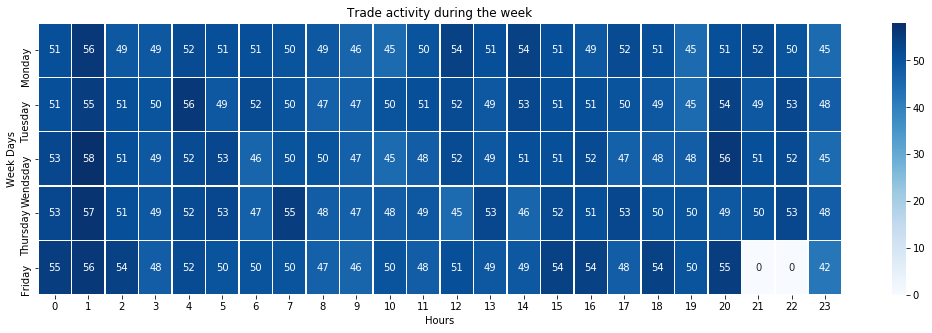 Trade activity during the week
Week Days
Monday 51 56 49 49 52 51 51 50 49 46 45 50 54 51 54 51 49 52 51 45 51 52 50 45
Tuesday 51 55 51 50 56 49 52 50 47 47 50 51 52 49 53 51 51 50 49 45 54 49 53 48
Wendsday 53 58 51 49 52 53 46 50 50 47 45 48 52 49 51 51 52 47 48 48 56 51 52 45
Thursday 53 57 51 49 52 53 47 55 48 47 48 49 45 53 46 52 51 53 50 50 49 50 53 48
Friday 55 56 54 48 52 50 50 50 47 46 50 48 51 49 49 54 54 48 54 50 55 0 0 42
0 1 2 3 4 5 6 7 8 9 10 11 12 13 14 15 16 17 18 19 20 21 22 23
Hours
50
40
30
20
10
0